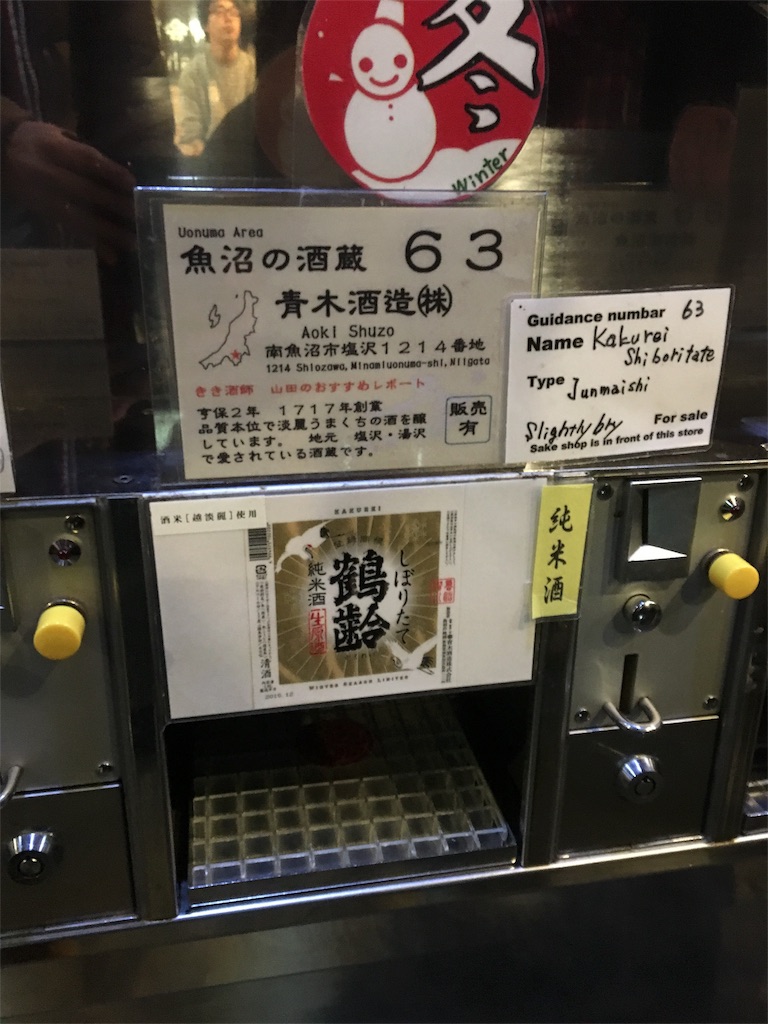 冬
Winter
Uonuma Area
魚沼の酒蔵 63
青木酒造㈱
Aoki Shuzo
南魚沼市塩沢1214番地
1214 Shiozawa, Minamiuonuma-shi, Niigata
きき酒師 山田のおすすめレポート
享保2年 1717年創業
品質本位で淡麗うまくちの酒を醸
しています。 地元 塩沢・湯沢
で愛されている酒蔵です。
販売
有
Guidance numbar 63
Name Kakurei
Shiboritate
Type Junmaishi
Slightly bry
For sale
Sake shop is in front of this store
酒米[越淡麗]使用
KAKUREI
しぼりたて
鶴齢
純米酒
生原酒
清酒
WINTER SEASON LIMITED
純米酒